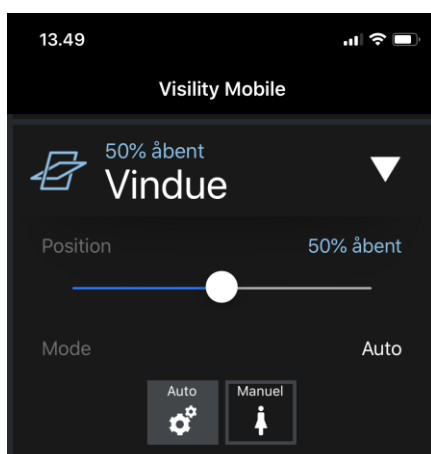 13.49
Visility Mobile
50% åbent
Vindue
Position 50% åbent
Mode Auto
Auto Manuel